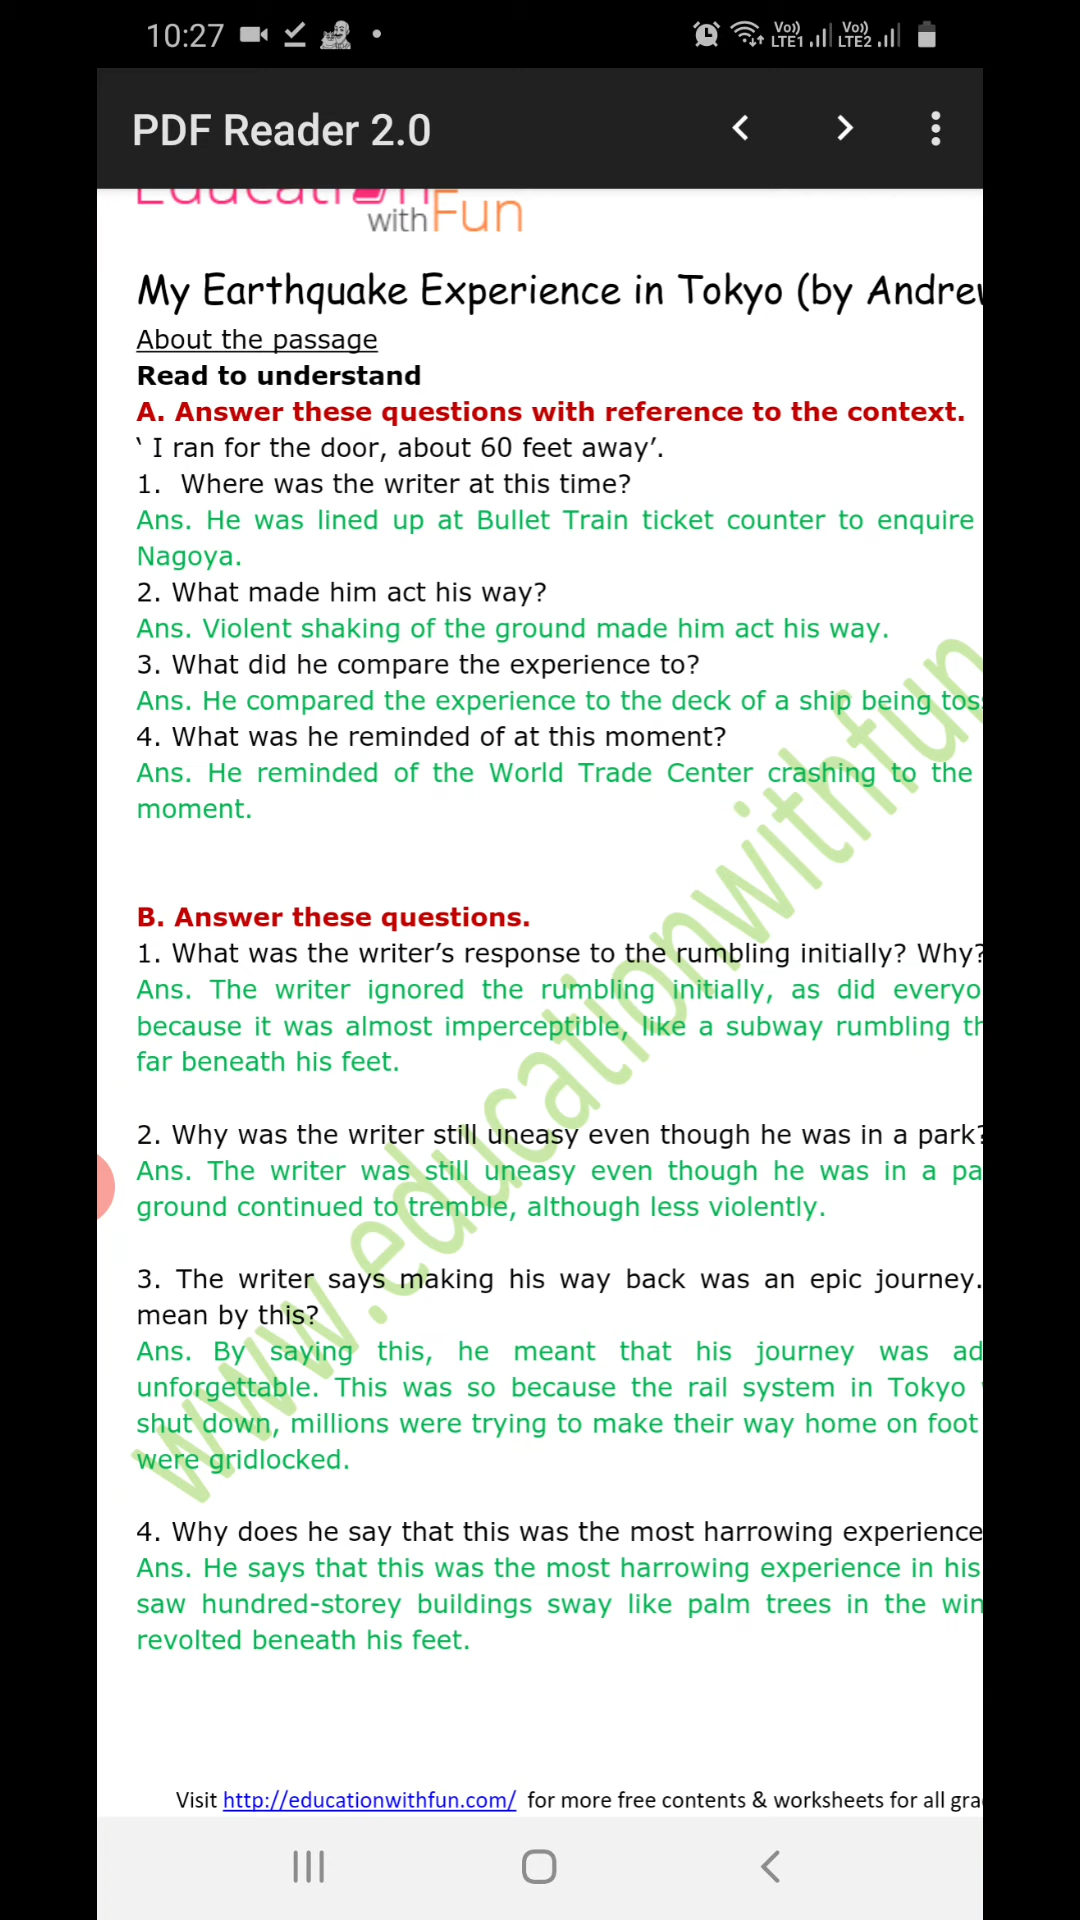 10:27
Vo)) LTE1 Vo)) LTE2
PDF Reader 2.0
Education
with Fun
My Earthquake Experience in Tokyo (by
About the passage
Read to understand
A. Answer these questions with reference to the context.
‘ I ran for the door, about 60 feet away’.
1. Where was the writer at this time?
Ans. He was lined up at Bullet Train ticket counter to enquire
Nagoya.
2. What made him act his way?
Ans. Violent shaking of the ground made him act his way.
3. What did he compare the experience to?
Ans. He compared the experience to the deck of a ship being
4. What was he reminded of at this moment?
Ans. He reminded of the World Trade Center crashing to the
moment.
B. Answer these questions.
1. What was the writer’s response to the rumbling initially? Why?
Ans. The writer ignored the rumbling initially, as did
because it was almost imperceptible, like a subway rumbling
far beneath his feet.
2. Why was the writer still uneasy even though he was in a park?
Ans. The writer was still uneasy even though he was in a
ground continued to tremble, although less violently.
3. The writer says making his way back was an epic journey.
mean by this?
Ans. By saying this, he meant that his journey was
unforgettable. This was so because the rail system in Tokyo
shut down, millions were trying to make their way home on foot
were gridlocked.
4. Why does he say that this was the most harrowing experience
Ans. He says that this was the most harrowing experience in his
saw hundred-storey buildings sway like palm trees in the
revolted beneath his feet.
www.educationwithfun
Visit http://educationwithfun.com/ for more free contents & worksheets for all